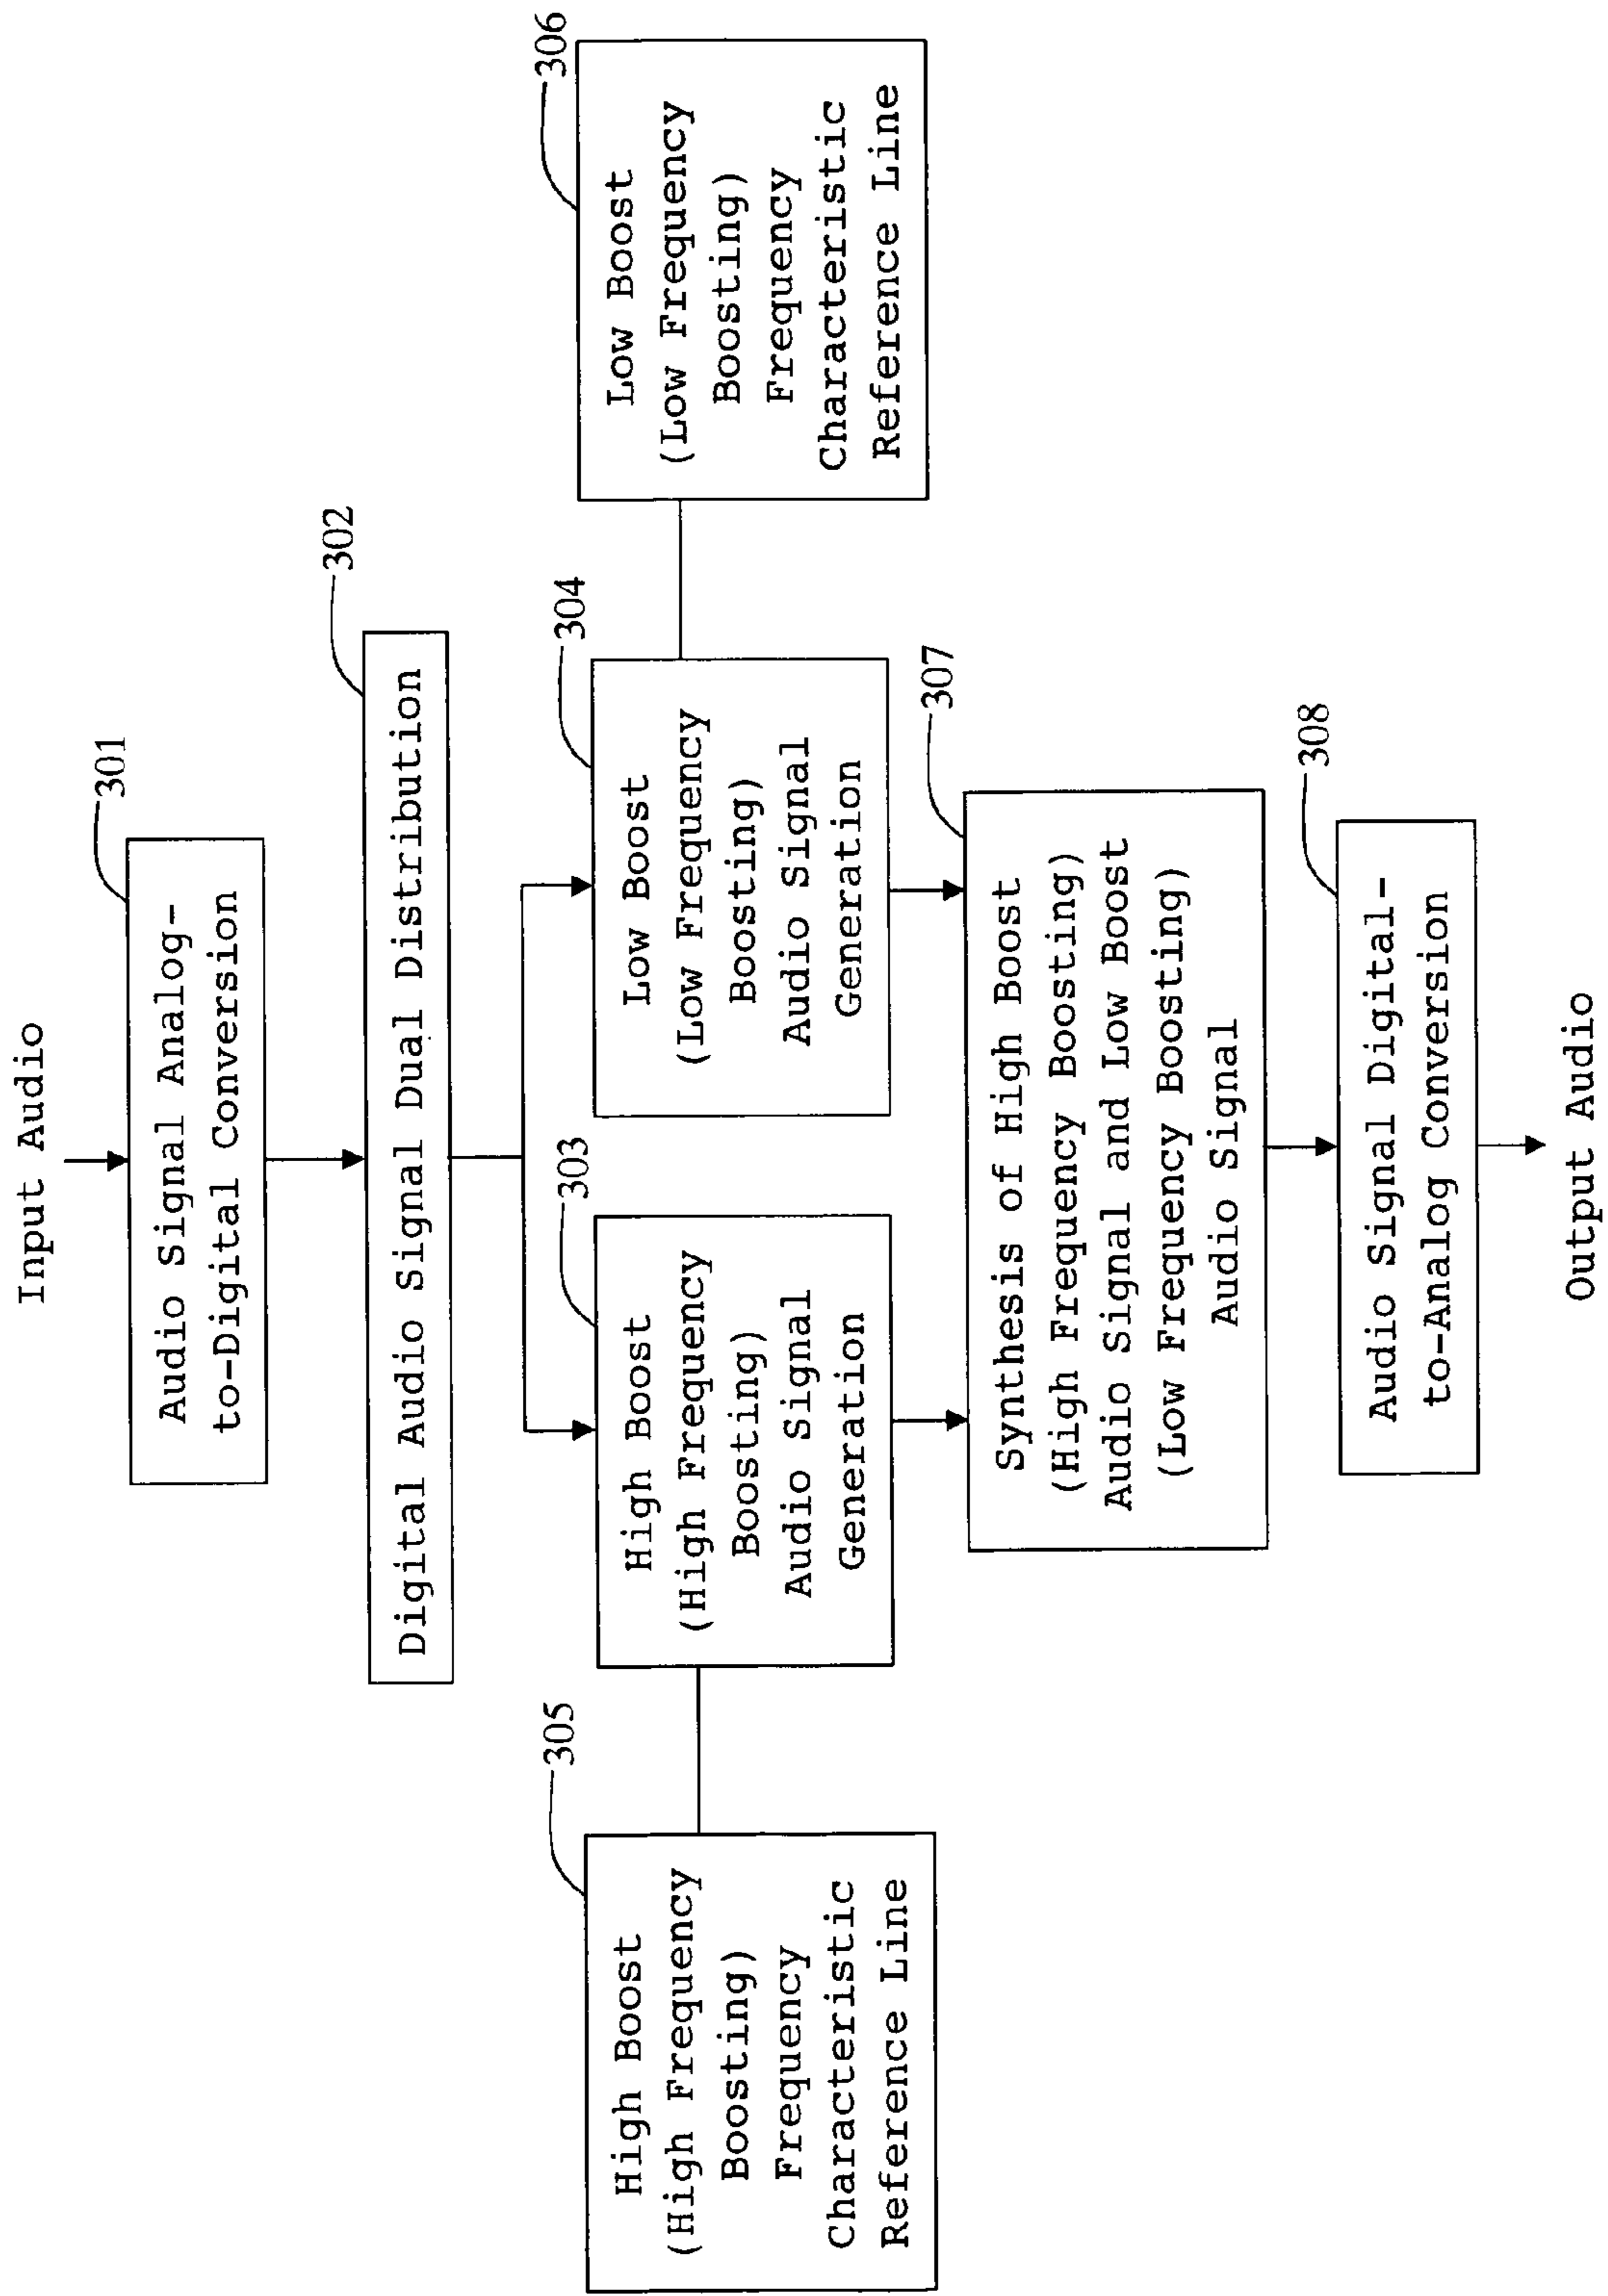 Input Audio
301
Audio Signal Analog-
to-Digital Conversion
302
Digital Audio Signal Dual Distribution
305
High Boost
(High Frequency
Boosting)
Frequency
Characteristic
Reference Line
303
High Boost
(High Frequency
Boosting)
Audio Signal
Generation
304
Low Boost
(Low Frequency
Boosting)
Audio Signal
Generation
306
Low Boost
(Low Frequency
Boosting)
Frequency
Characteristic
Reference Line
307
Synthesis of High Boost
(High Frequency Boosting)
Audio Signal and Low Boost
(Low Frequency Boosting)
Audio Signal
308
Audio Signal Digital-
to-Analog Conversion
Output Audio